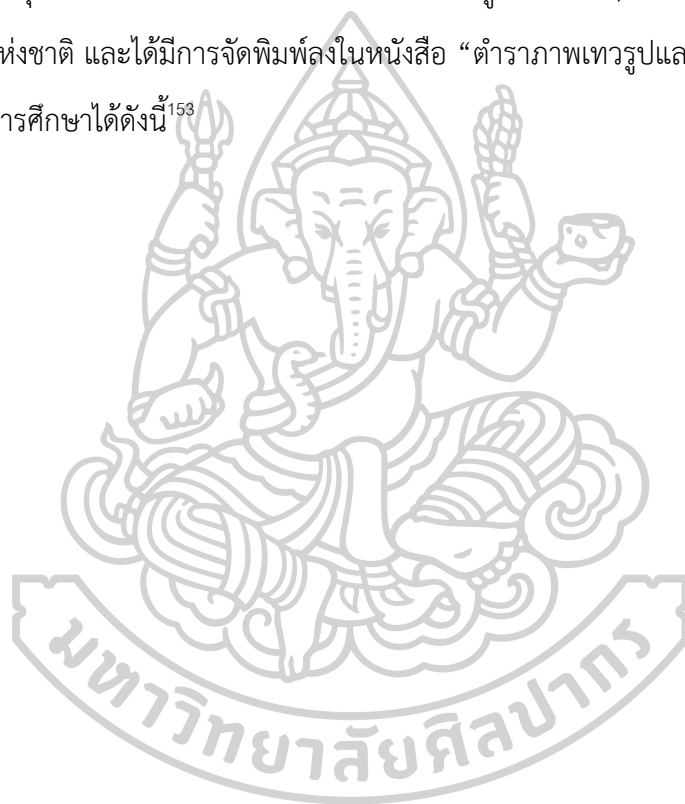 ห่งชาติ และได้มีการจัดพิมพ์ลงในหนังสือ “ตำราภาพเทวรูปแล
ารศึกษาได้ดังนี้153
มหาวิทยาลัยศิลปากร